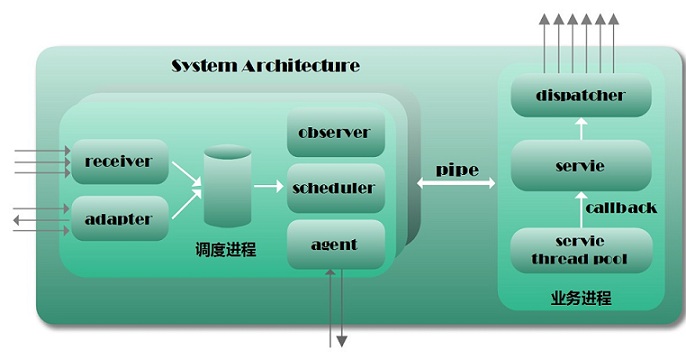 System Architecture
receiver
adapter
调度进程
observer
scheduler
agent
pipe
dispatcher
servie
callback
servie
thread pool
业务进程